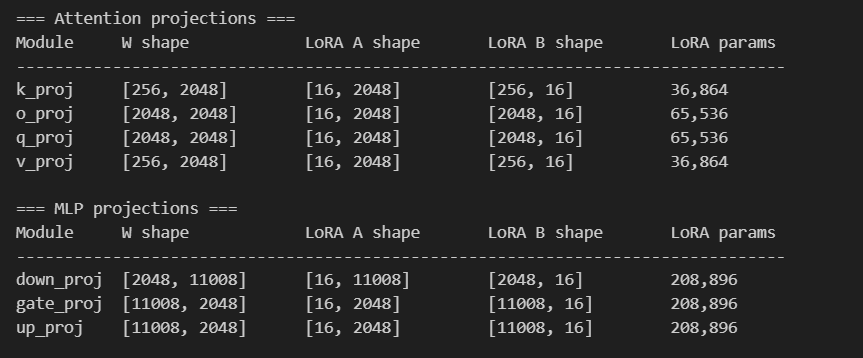 === Attention projections ===
Module W shape LoRA A shape LoRA B shape LoRA params
--------------------------------------------------------------------------------
k_proj [256, 2048] [16, 2048] [256, 16] 36,864
o_proj [2048, 2048] [16, 2048] [2048, 16] 65,536
q_proj [2048, 2048] [16, 2048] [2048, 16] 65,536
v_proj [256, 2048] [16, 2048] [256, 16] 36,864
=== MLP projections ===
Module W shape LoRA A shape LoRA B shape LoRA params
--------------------------------------------------------------------------------
down_proj [2048, 11008] [16, 11008] [2048, 16] 208,896
gate_proj [11008, 2048] [16, 2048] [11008, 16] 208,896
up_proj [11008, 2048] [16, 2048] [11008, 16] 208,896